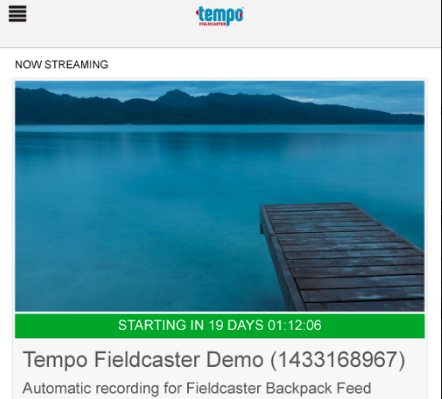 tempo
FIELDCASTER
NOW STREAMING
STARTING IN 19 DAYS 01:12:06
Tempo Fieldcaster Demo (1433168967)
Automatic recording for Fieldcaster Backpack Feed